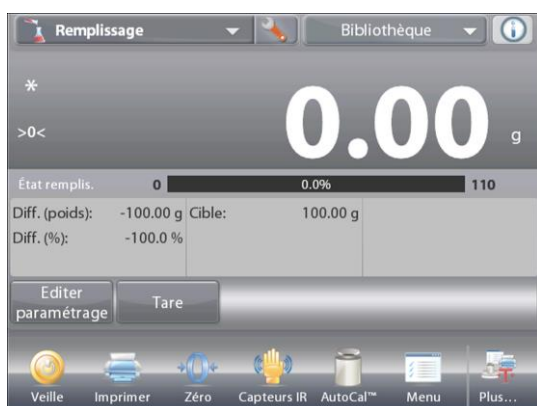 Remplissage Bibliothèque
*
>0< 0.00 g
État remplis. 0 0.0% 110
Diff. (poids): -100.00 g Cible: 100.00 g
Diff. (%): -100.0 %
Editer
paramétrage Tare
Veille Imprimer Zéro Capteurs IR AutoCal™ Menu Plus...